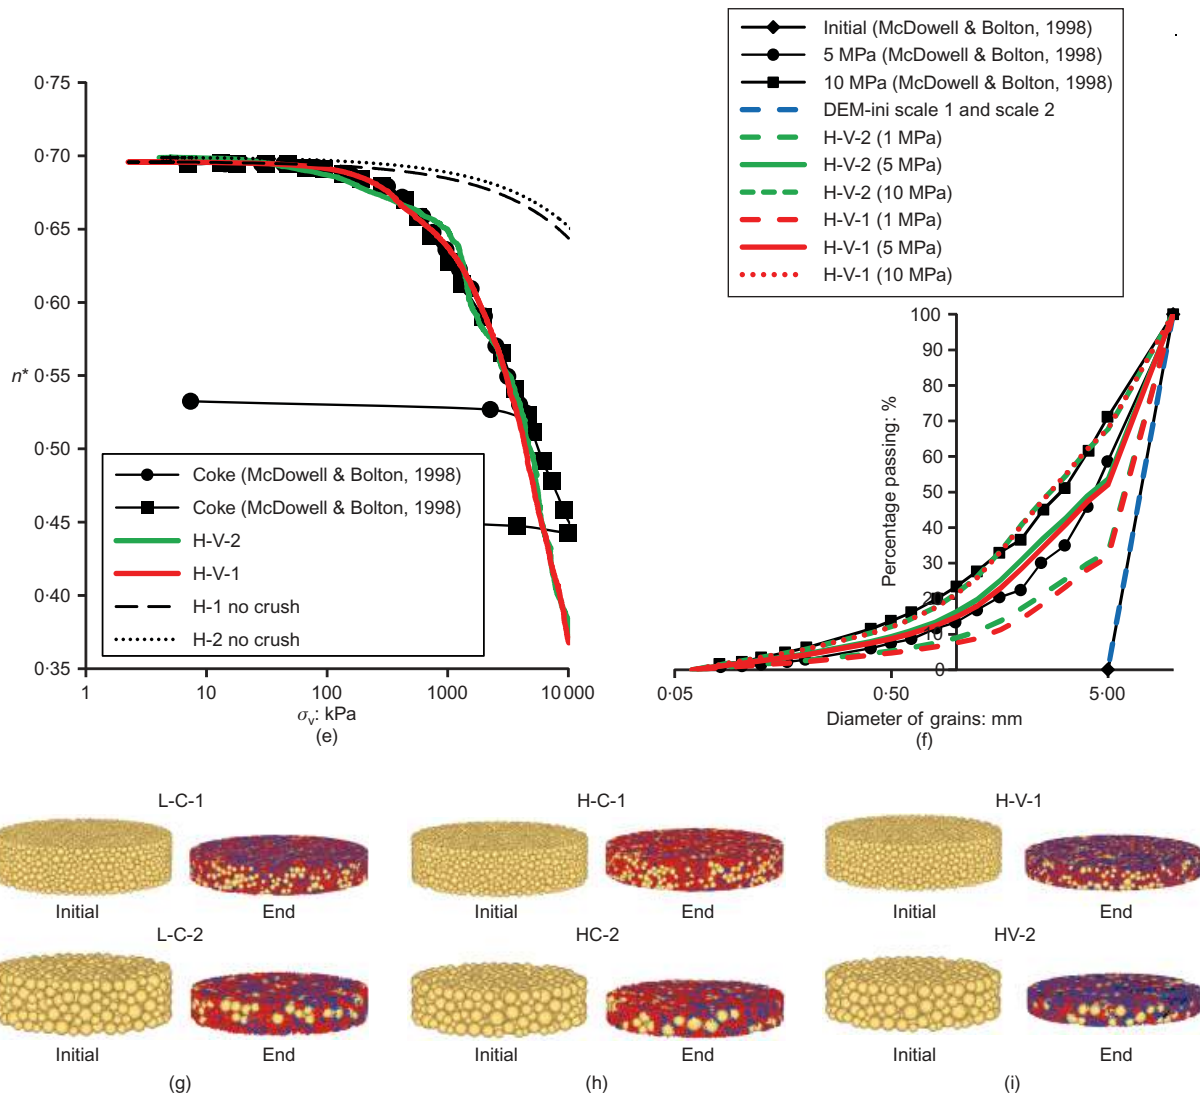 Initial (McDowell & Bolton, 1998)
5 MPa (McDowell & Bolton, 1998)
10 MPa (McDowell & Bolton, 1998)
DEM-ini scale 1 and scale 2
H-V-2 (1 MPa)
H-V-2 (5 MPa)
H-V-2 (10 MPa)
H-V-1 (1 MPa)
H-V-1 (5 MPa)
H-V-1 (10 MPa)
0·75
0·70
0·65
0·60
n* 0·55
0·50
0·45
0·40
0·35
Coke (McDowell & Bolton, 1998)
Coke (McDowell & Bolton, 1998)
H-V-2
H-V-1
H-1 no crush
H-2 no crush
1 10 100 1000 10 000
σv: kPa
(e)
Percentage passing: %
100
90
80
70
60
50
40
30
20
10
0
0·05 0·50 5·00
Diameter of grains: mm
(f)
L-C-1 H-C-1 H-V-1
Initial End Initial End Initial End
L-C-2 HC-2 HV-2
Initial End Initial End Initial End
(g) (h) (i)